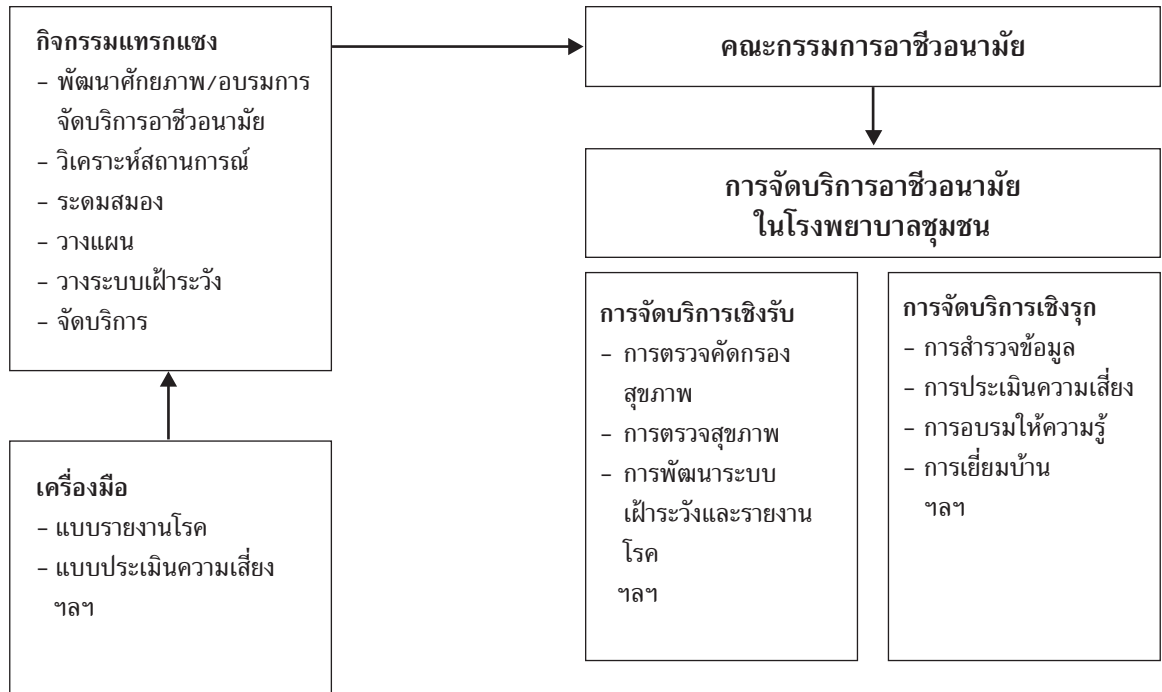 กิจกรรมแทรกแซง
- พัฒนาศักยภาพ/อบรมการ
จัดบริการอาชีวอนามัย
- วิเคราะห์สถานการณ์
- ระดมสมอง
- วางแผน
- วางระบบเฝ้าระวัง
- จัดบริการ
เครื่องมือ
- แบบรายงานโรค
- แบบประเมินความเสี่ยง
ฯลฯ
คณะกรรมการอาชีวอนามัย
การจัดบริการอาชีวอนามัย
ในโรงพยาบาลชุมชน
การจัดบริการเชิงรับ
- การตรวจคัดกรอง
สุขภาพ
- การตรวจสุขภาพ
- การพัฒนาระบบ
เฝ้าระวังและรายงาน
โรค
ฯลฯ
การจัดบริการเชิงรุก
- การสำรวจข้อมูล
- การประเมินความเสี่ยง
- การอบรมให้ความรู้
- การเยี่ยมบ้าน
ฯลฯ